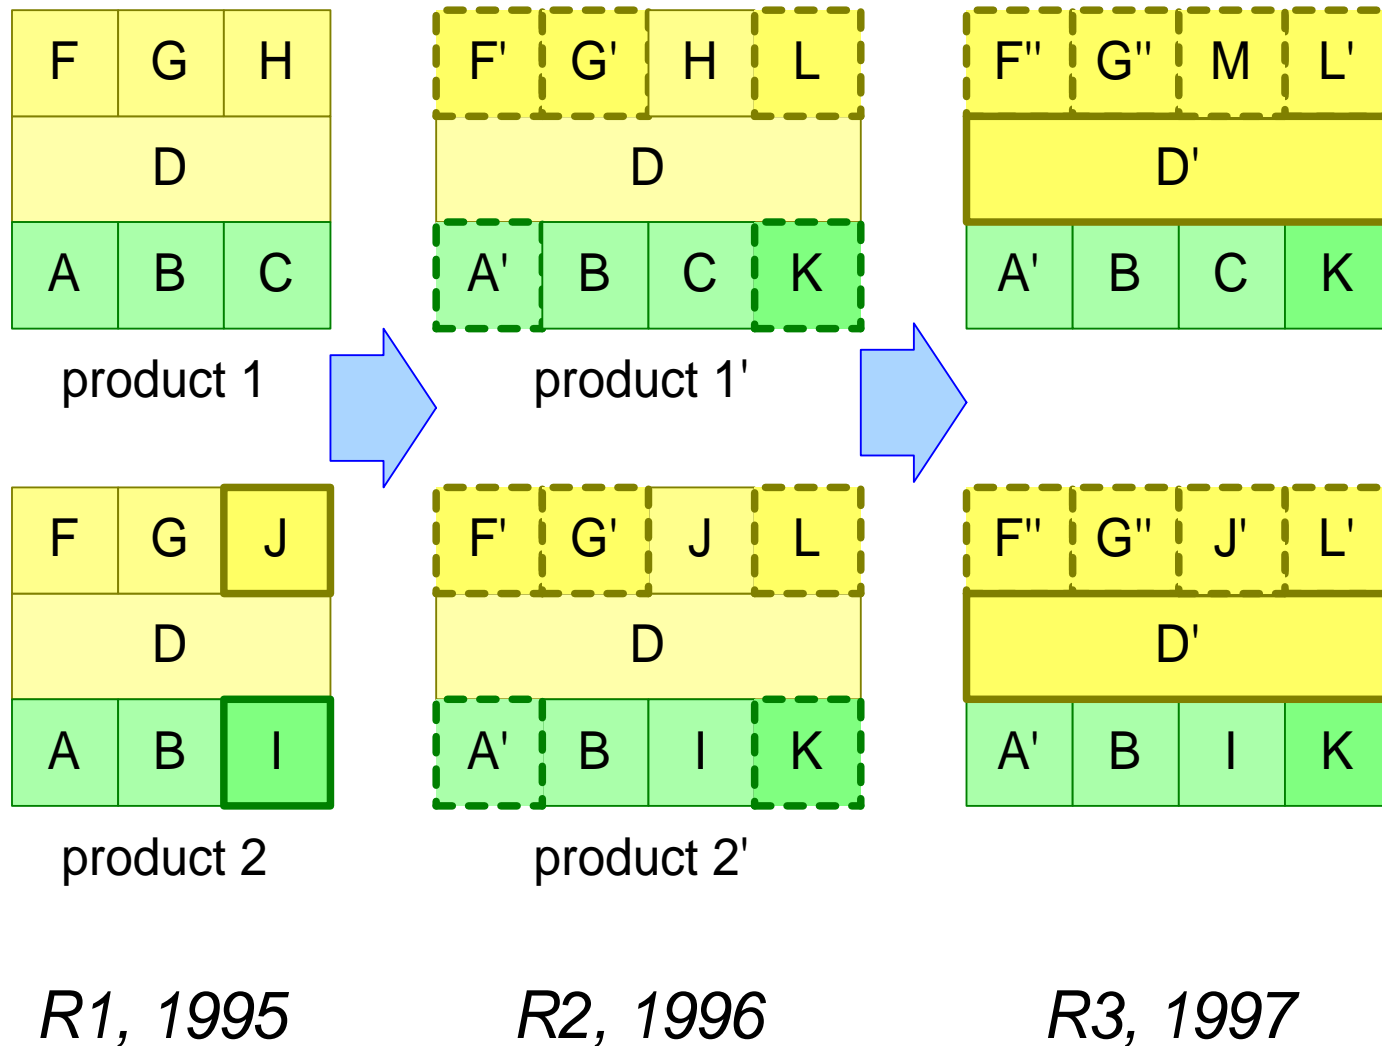 F G H F' G' H L F'' G'' M L'
D D D'
A B C A' B C K A' B C K
product 1 product 1'
F G J F' G' J L F'' G'' J' L'
D D D'
A B I A' B I K A' B I K
product 2 product 2'
R1, 1995 R2, 1996 R3, 1997